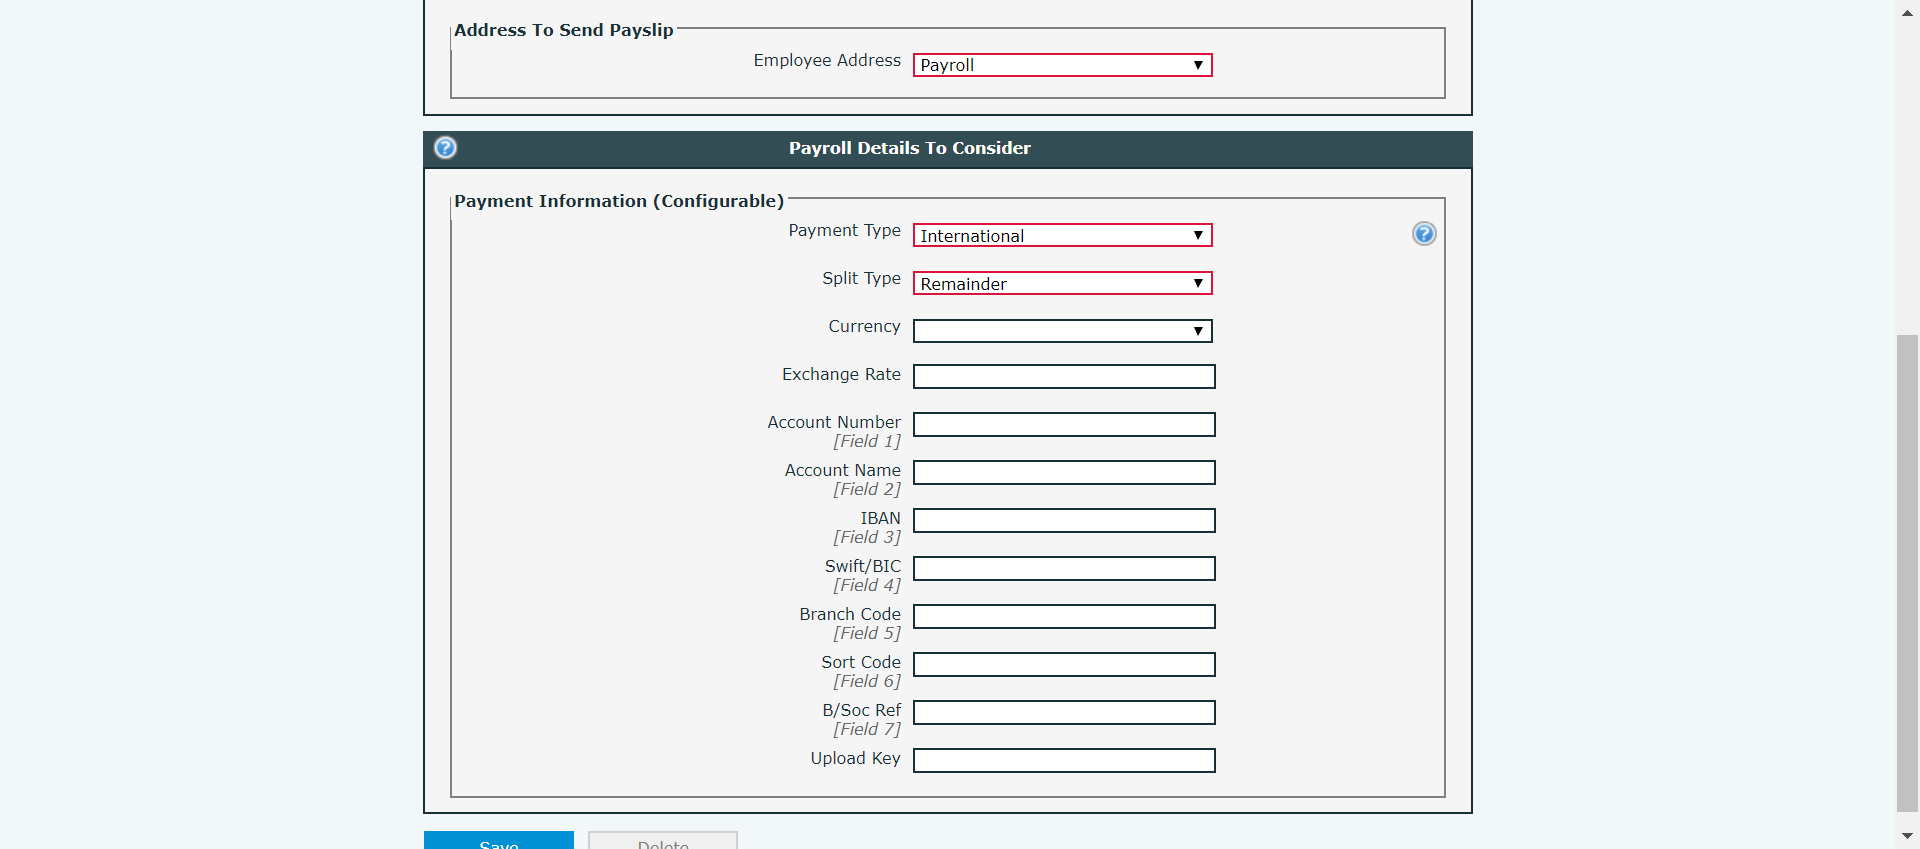 Address To Send Payslip
Employee Address Payroll
Payroll Details To Consider
Payment Information (Configurable)
Payment Type International
Split Type Remainder
Currency
Exchange Rate
Account Number
[Field 1]
Account Name
[Field 2]
IBAN
[Field 3]
Swift/BIC
[Field 4]
Branch Code
[Field 5]
Sort Code
[Field 6]
B/Soc Ref
[Field 7]
Upload Key
Save Delete